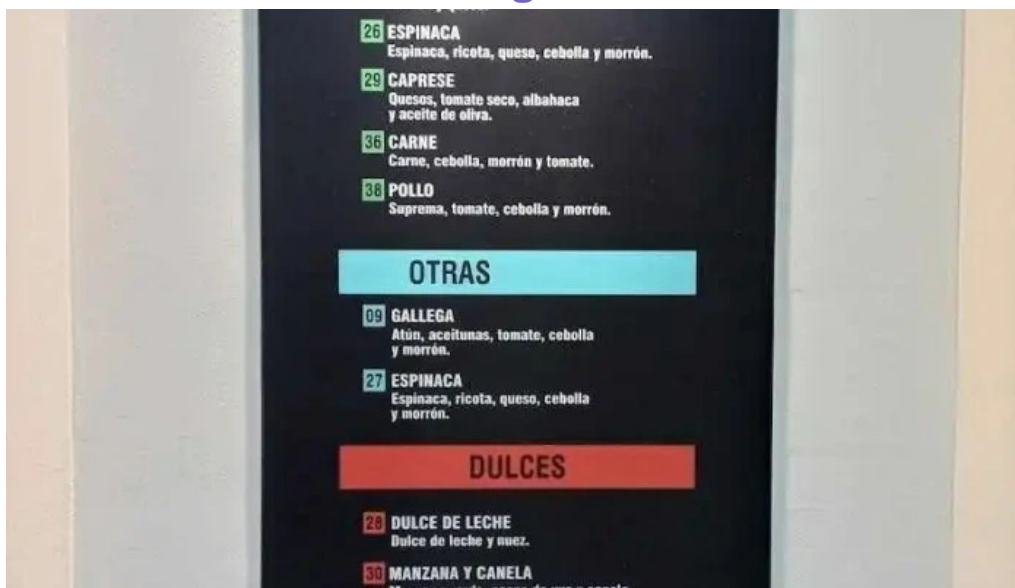 26 ESPINACA
Espinaca, ricota, queso, cebolla y morrón.
29 CAPRESE
Quesos, tomate seco, albahaca
y aceite de oliva.
36 CARNE
Carne, cebolla, morrón y tomate.
38 POLLO
Suprema, tomate, cebolla y morrón.
OTRAS
09 GALLEGA
Atún, aceitunas, tomate, cebolla
y morrón.
27 ESPINACA
Espinaca, ricota, queso, cebolla
y morrón.
DULCES
28 DULCE DE LECHE
Dulce de leche y nuez.
30 MANZANA Y CANELA